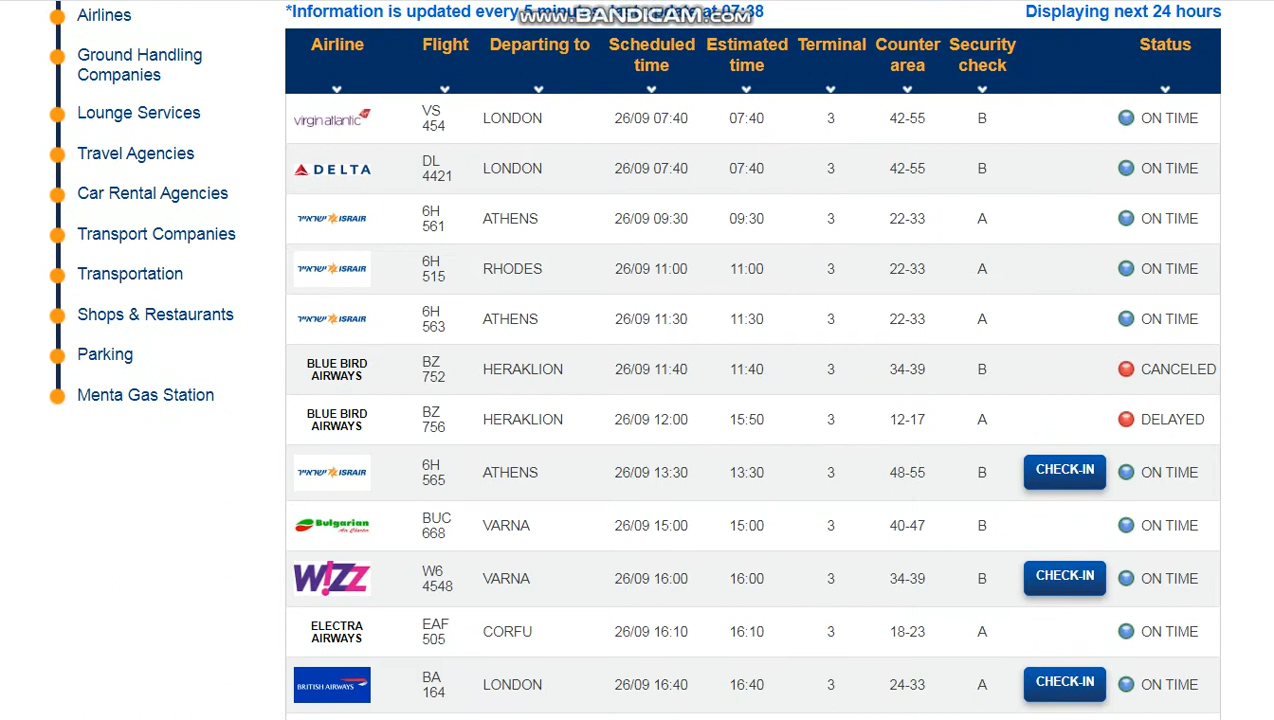 Airlines
Ground Handling
Companies
Lounge Services
Travel Agencies
Car Rental Agencies
Transport Companies
Transportation
Shops & Restaurants
Parking
Menta Gas Station
*Information is updated every 5 minutes, last update at 07:38
www.BANDICAM.com
Displaying next 24 hours
Airline Flight Departing to Scheduled time Estimated time Terminal Counter area Security check Status
virgin atlantic VS 454 LONDON 26/09 07:40 07:40 3 42-55 B ON TIME
DELTA DL 4421 LONDON 26/09 07:40 07:40 3 42-55 B ON TIME
ישראייר ISRAIR 6H 561 ATHENS 26/09 09:30 09:30 3 22-33 A ON TIME
ישראייר ISRAIR 6H 515 RHODES 26/09 11:00 11:00 3 22-33 A ON TIME
ישראייר ISRAIR 6H 563 ATHENS 26/09 11:30 11:30 3 22-33 A ON TIME
BLUE BIRD AIRWAYS BZ 752 HERAKLION 26/09 11:40 11:40 3 34-39 B CANCELED
BLUE BIRD AIRWAYS BZ 756 HERAKLION 26/09 12:00 15:50 3 12-17 A DELAYED
ישראייר ISRAIR 6H 565 ATHENS 26/09 13:30 13:30 3 48-55 B CHECK-IN ON TIME
Bulgarian Air Charter BUC 668 VARNA 26/09 15:00 15:00 3 40-47 B ON TIME
W!ZZ W6 4548 VARNA 26/09 16:00 16:00 3 34-39 B CHECK-IN ON TIME
ELECTRA AIRWAYS EAF 505 CORFU 26/09 16:10 16:10 3 18-23 A ON TIME
BRITISH AIRWAYS BA 164 LONDON 26/09 16:40 16:40 3 24-33 A CHECK-IN ON TIME